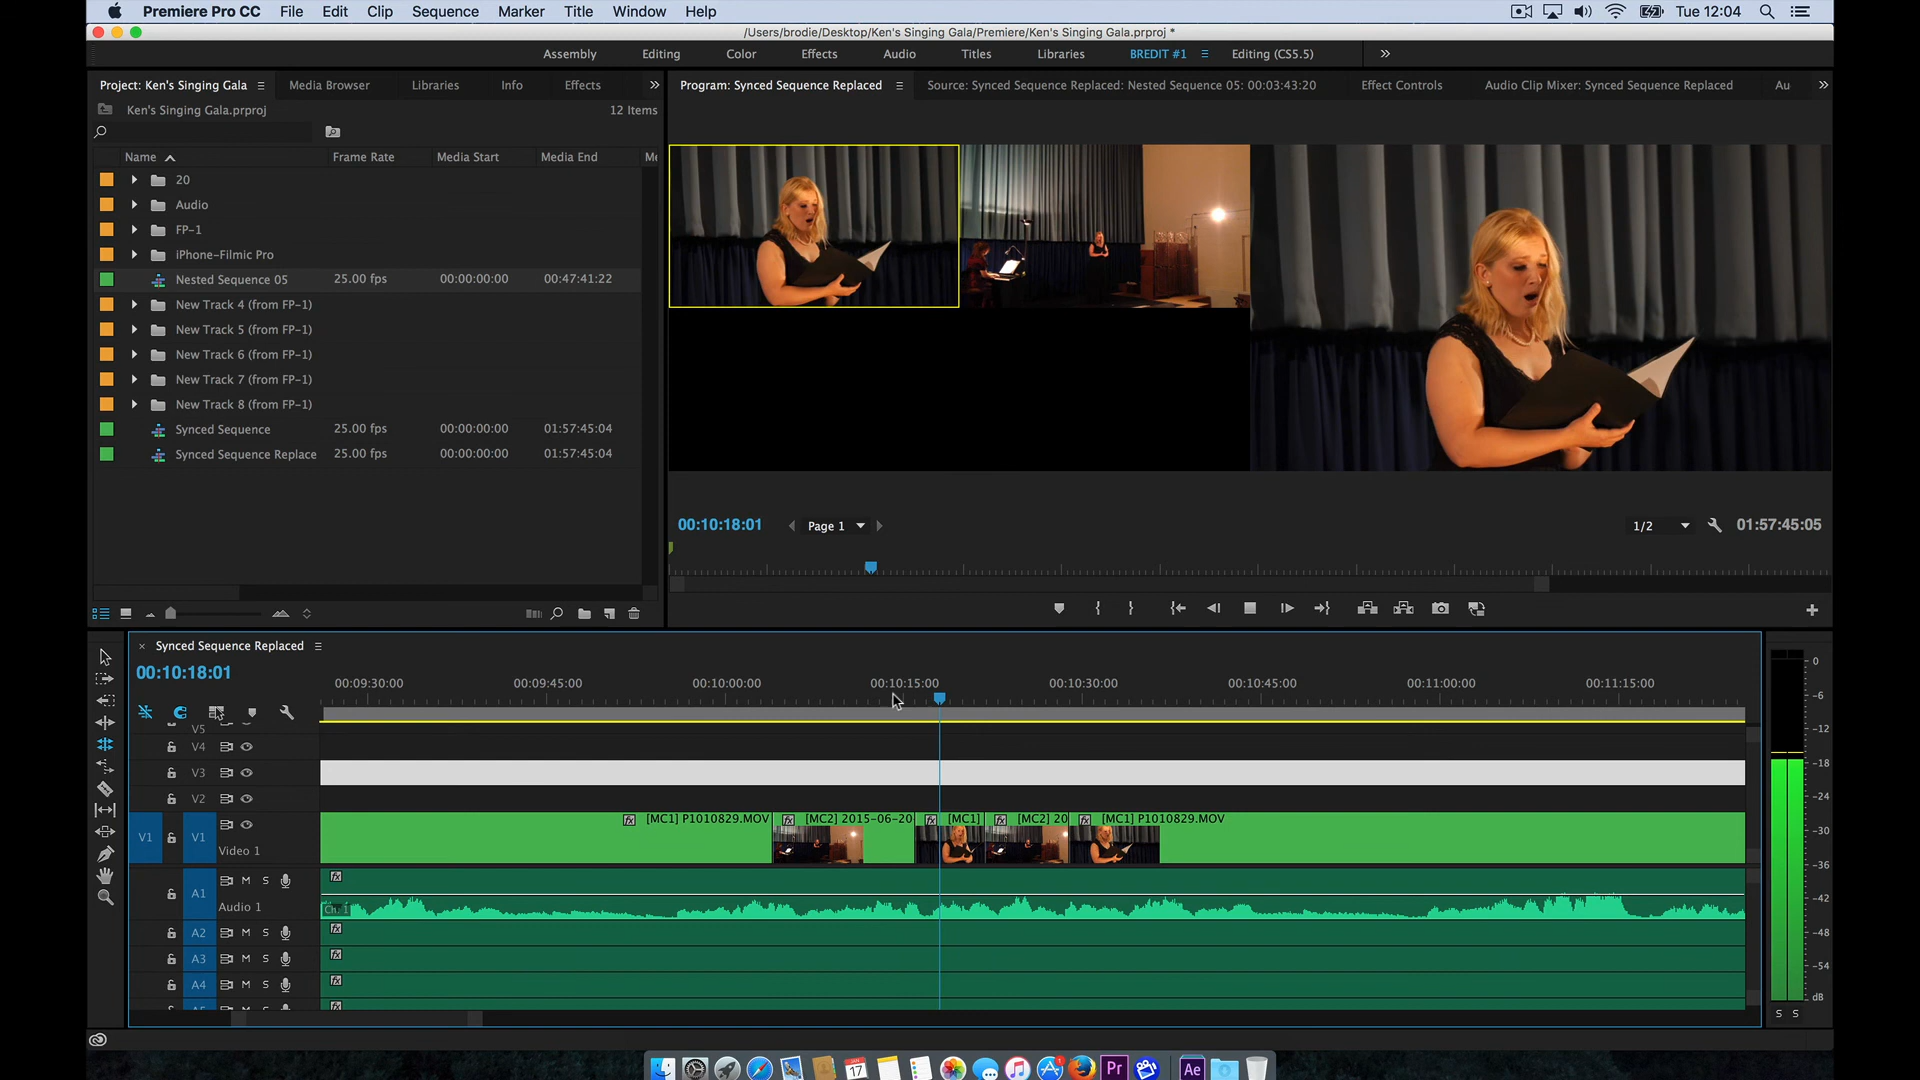 Premiere Pro CC File Edit Clip Sequence Marker Title Window Help Tue 12:04
/Users/brodie/Desktop/Ken's Singing Gala/Premiere/Ken's Singing Gala.prproj *
Assembly Editing Color Effects Audio Titles Libraries BREDIT #1 Editing (CS5.5)
Project: Ken's Singing Gala Media Browser Libraries Info Effects
Program: Synced Sequence Replaced Source: Synced Sequence Replaced: Nested Sequence 05: 00:03:43:20 Effect Controls Audio Clip Mixer: Synced Sequence Replaced Au
Ken's Singing Gala.prproj 12 Items
Name Frame Rate Media Start Media End Me
20
Audio
FP-1
iPhone-Filmic Pro
Nested Sequence 05 25.00 fps 00:00:00:00 00:47:41:22
New Track 4 (from FP-1)
New Track 5 (from FP-1)
New Track 6 (from FP-1)
New Track 7 (from FP-1)
New Track 8 (from FP-1)
Synced Sequence 25.00 fps 00:00:00:00 01:57:45:04
Synced Sequence Replace 25.00 fps 00:00:00:00 01:57:45:04
00:10:18:01 Page 1 1/2 01:57:45:05
Synced Sequence Replaced
00:10:18:01
00:09:30:00 00:09:45:00 00:10:00:00 00:10:15:00 00:10:30:00 00:10:45:00 00:11:00:00 00:11:15:00
V5
V4
V3
V2
V1 V1 Video 1
[MC1] P1010829.MOV [MC2] 2015-06-20 [MC1] [MC2] 20 [MC1] P1010829.MOV
A1 M S Audio 1
Ch. 1
A2 M S
A3 M S
A4 M S
0
-6
-12
-18
-24
-30
-36
-42
-48
-54
dB
S S
17
Pr
Ae